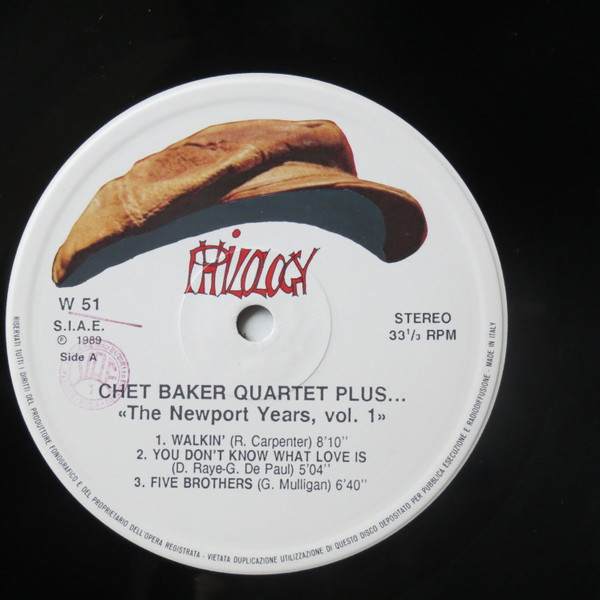 PHILOLOGY
W 51
S.I.A.E.
℗ 1989
Side A
STEREO
33 1/3 RPM
CHET BAKER QUARTET PLUS...
«The Newport Years, vol. 1»
1. WALKIN' (R. Carpenter) 8'10''
2. YOU DON'T KNOW WHAT LOVE IS
(D. Raye-G. De Paul) 5'04''
3. FIVE BROTHERS (G. Mulligan) 6'40''
RISERVATI TUTTI I DIRITTI DEL PRODUTTORE FONOGRAFICO E DEL PROPRIETARIO DELL'OPERA REGISTRATA - VIETATA DUPLICAZIONE UTILIZZAZIONE DI QUESTO DISCO DEPOSITATO PER PUBBLICA ESECUZIONE E RADIODIFFUSIONE. MADE IN ITALY